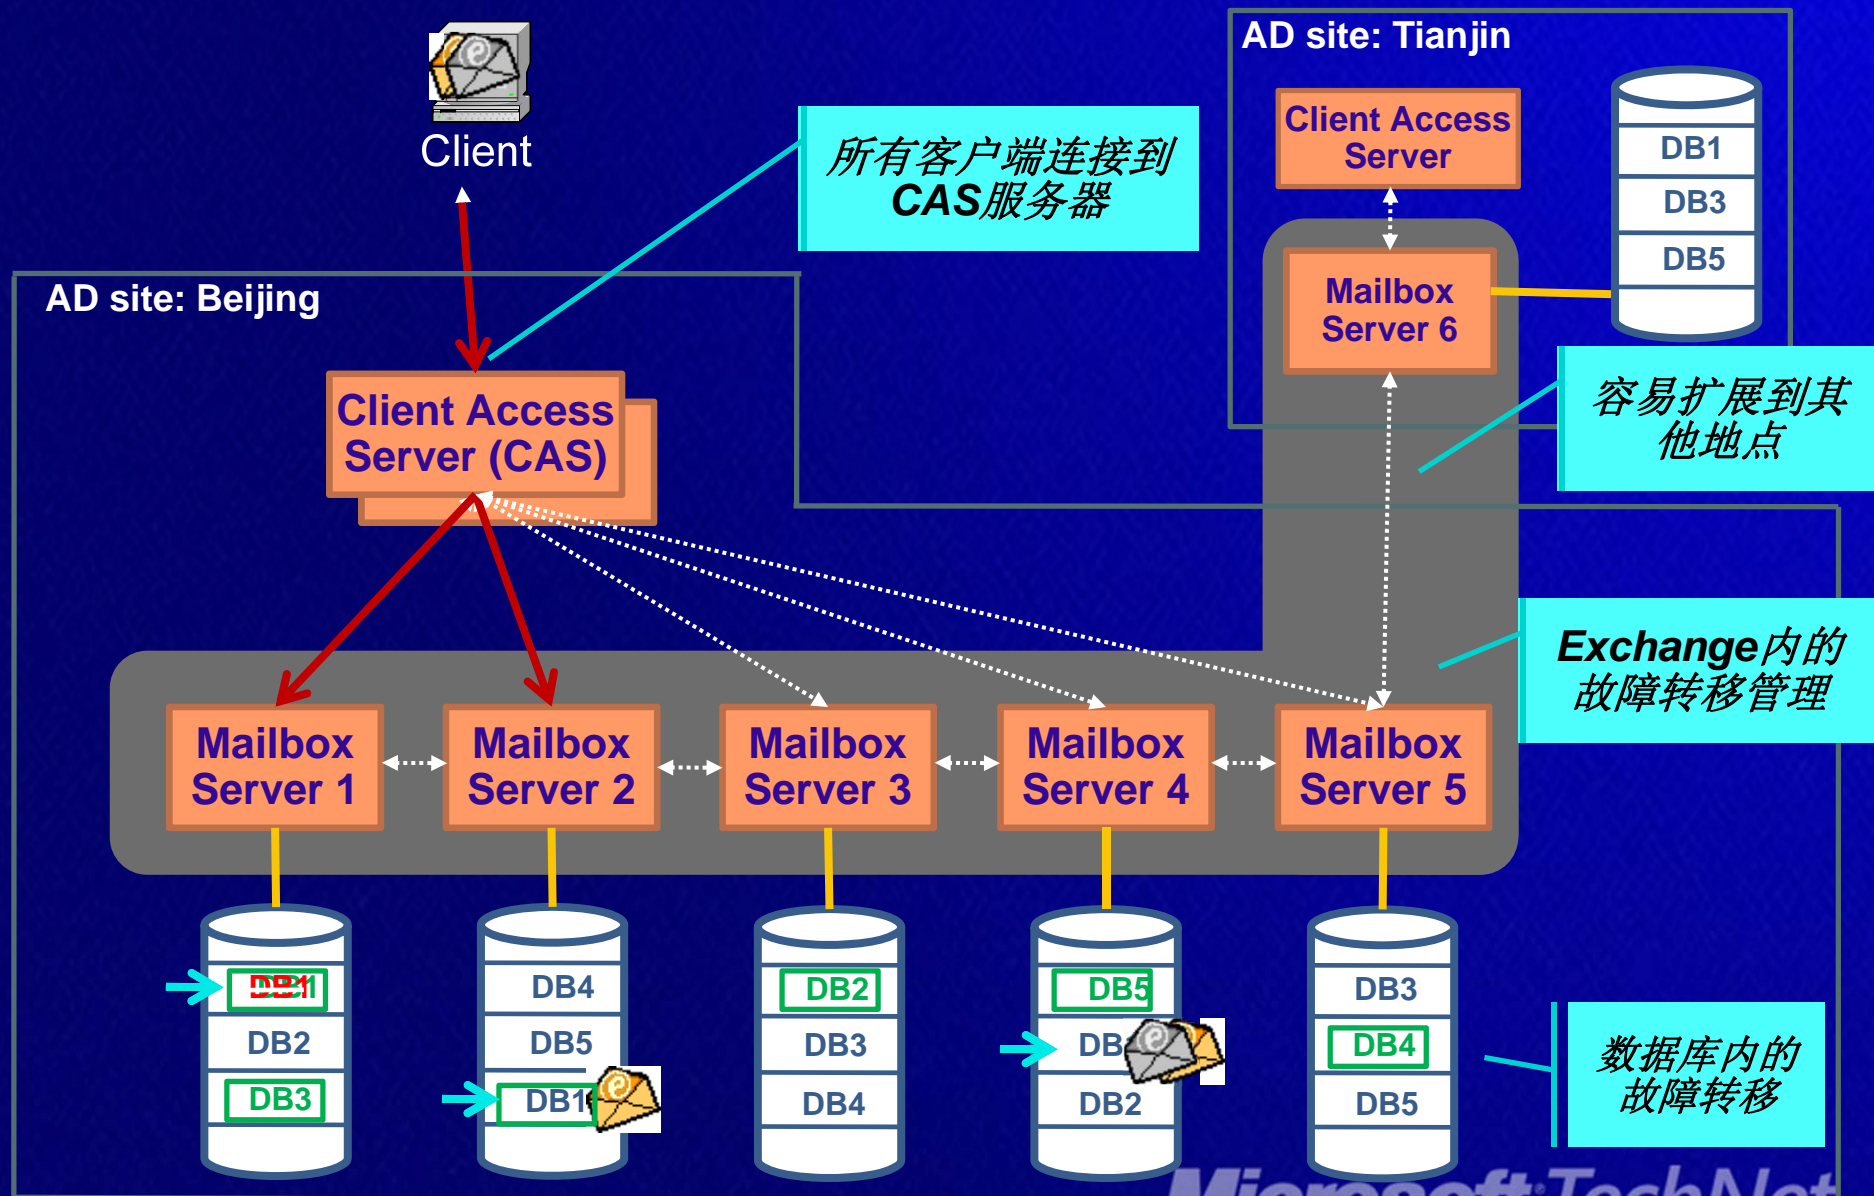 AD site: Tianjin
Client
所有客户端连接到
CAS服务器
Client Access
Server
DB1
DB3
DB5
AD site: Beijing
Mailbox
Server 6
Client Access
Server (CAS)
容易扩展到其
他地点
Exchange内的
故障转移管理
Mailbox
Server 1
Mailbox
Server 2
Mailbox
Server 3
Mailbox
Server 4
Mailbox
Server 5
DB1
DB2
DB3
DB4
DB5
DB1
DB2
DB3
DB4
DB5
DB
DB2
DB3
DB4
DB5
数据库内的
故障转移
Microsoft TechNet